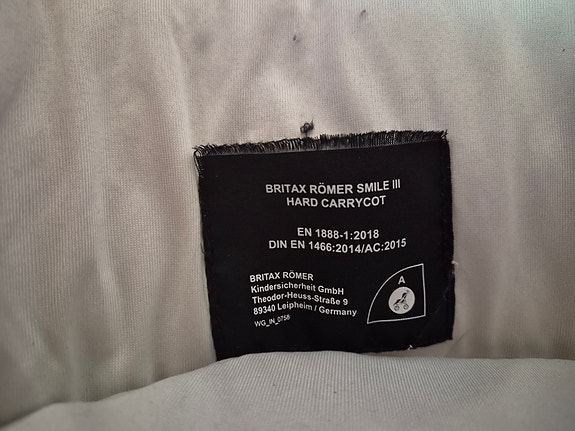 BRITAX RÖMER SMILE III
HARD CARRYCOT
EN 1888-1:2018
DIN EN 1466:2014/AC:2015
BRITAX RÖMER
Kindersicherheit GmbH
Theodor-Heuss-Straße 9
89340 Leipheim / Germany
WG_IN_0758
A